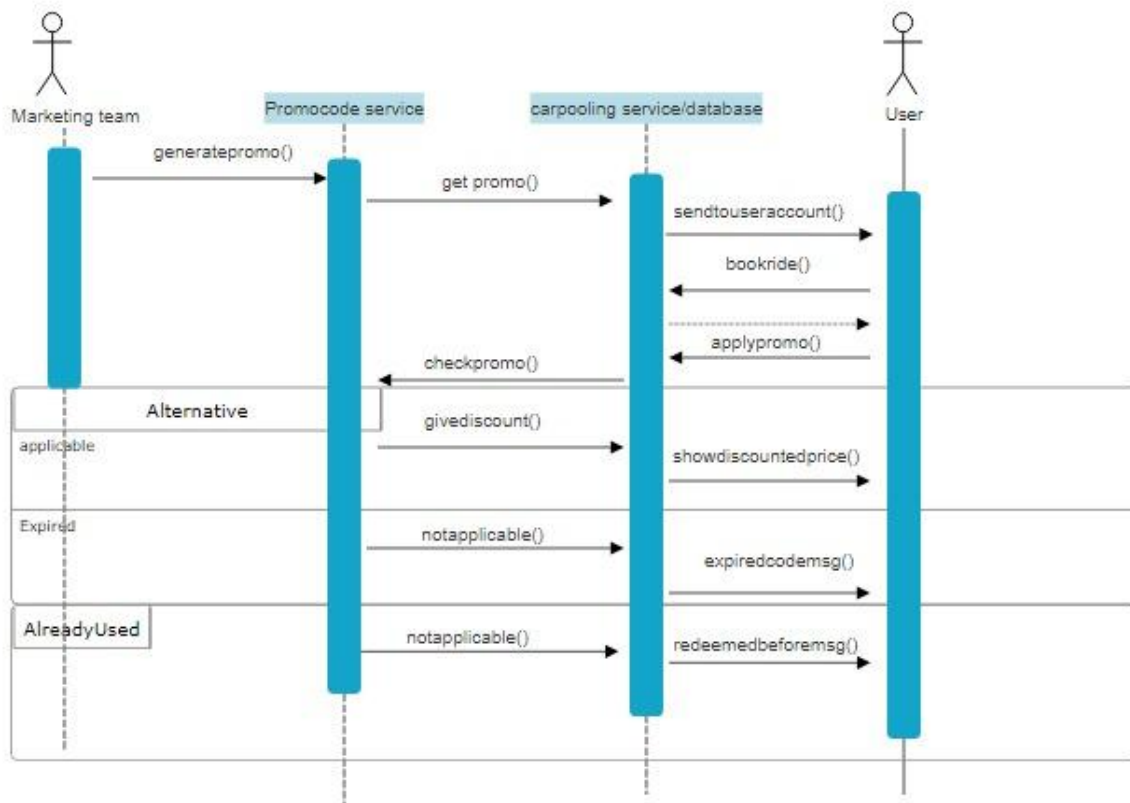 Marketing team
Promocode service
carpooling service/database
User
generatepromo()
get promo()
sendtouseraccount()
bookride()
applypromo()
checkpromo()
Alternative
applicable
givediscount()
showdiscountedprice()
Expired
notapplicable()
expiredcodemsg()
AlreadyUsed
notapplicable()
redeemedbeforemsg()